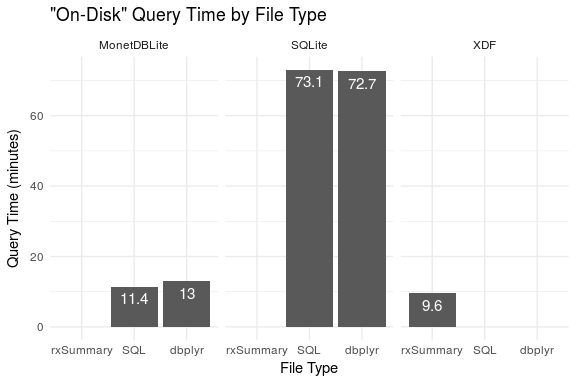 "On-Disk" Query Time by File Type
MonetDBLite SQLite XDF
Query Time (minutes)
60
40
20
0
73.1 72.7
11.4 13 9.6
rxSummary SQL dbplyr rxSummary SQL dbplyr rxSummary SQL dbplyr
File Type